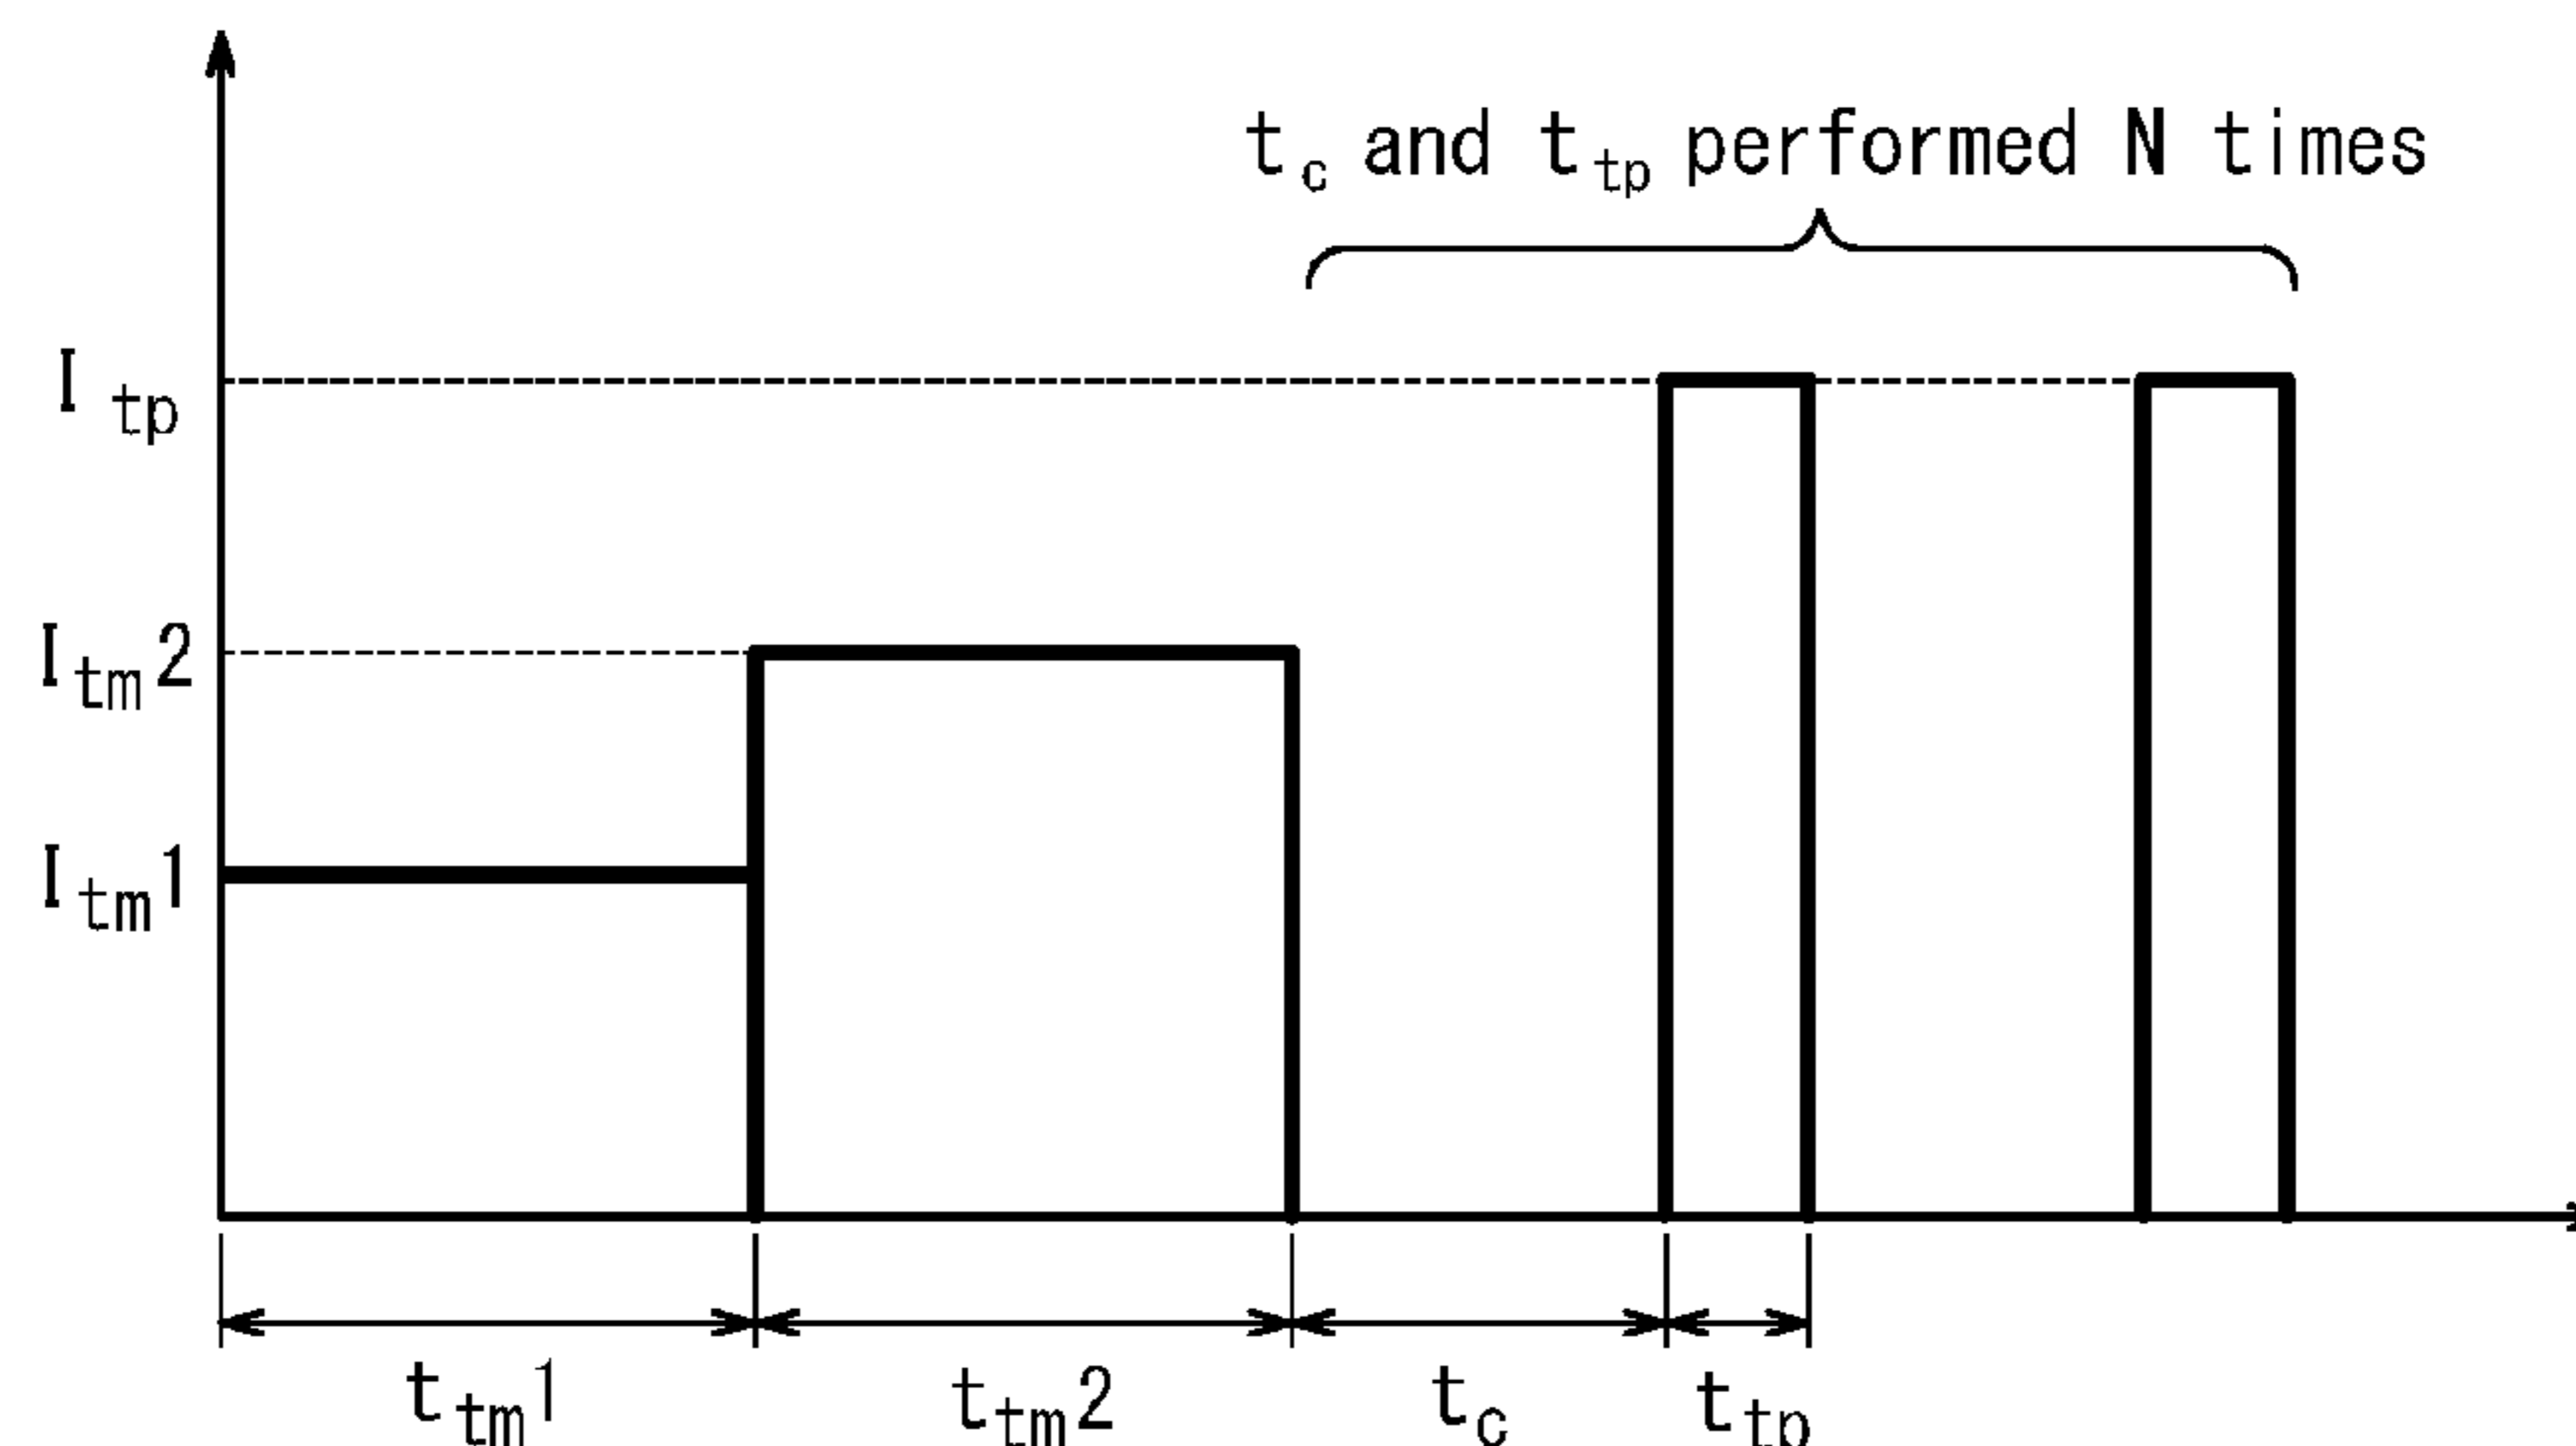 t_c and t_tp performed N times
I_tp
I_tm2
I_tm1
t_tm1 t_tm2 t_c t_tp